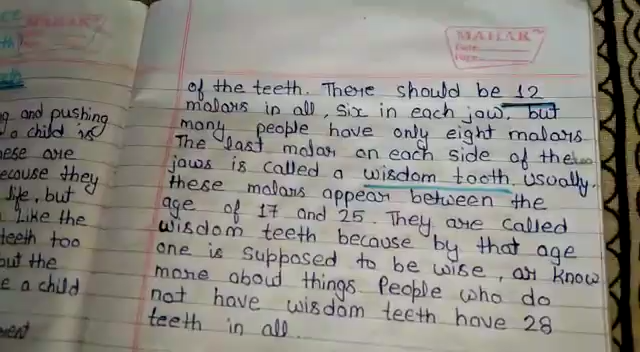 MAHAR
g and pushing
a child is
ese are
ecause they
life, but
Like the
teeth too
but the
e a child
MAHAR
Date
of the teeth. There should be 12
molars in all, six in each jaw, but
many people have only eight molars
The last molar on each side of the
jaws is called a wisdom tooth, usually,
these molars appear between the
age of 17 and 25. They are called
wisdom teeth because by that age
one is supposed to be wise, or know
more about things. People who do
not have wisdom teeth have 28
teeth in all.